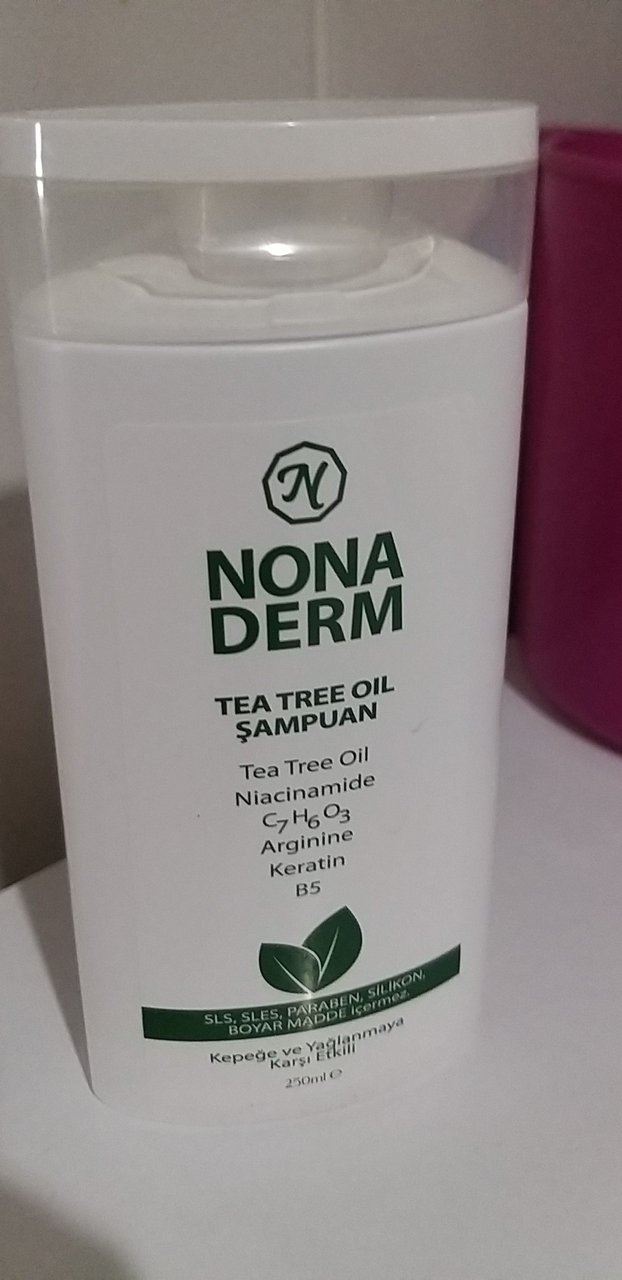 N
NONA
DERM
TEA TREE OIL
ŞAMPUAN
Tea Tree Oil
Niacinamide
C7H6O3
Arginine
Keratin
B5
SLS, SLES, PARABEN, SİLİKON,
BOYAR MADDE içermez.
Kepeğe ve Yağlanmaya
Karşı Etkili
250ml ℮